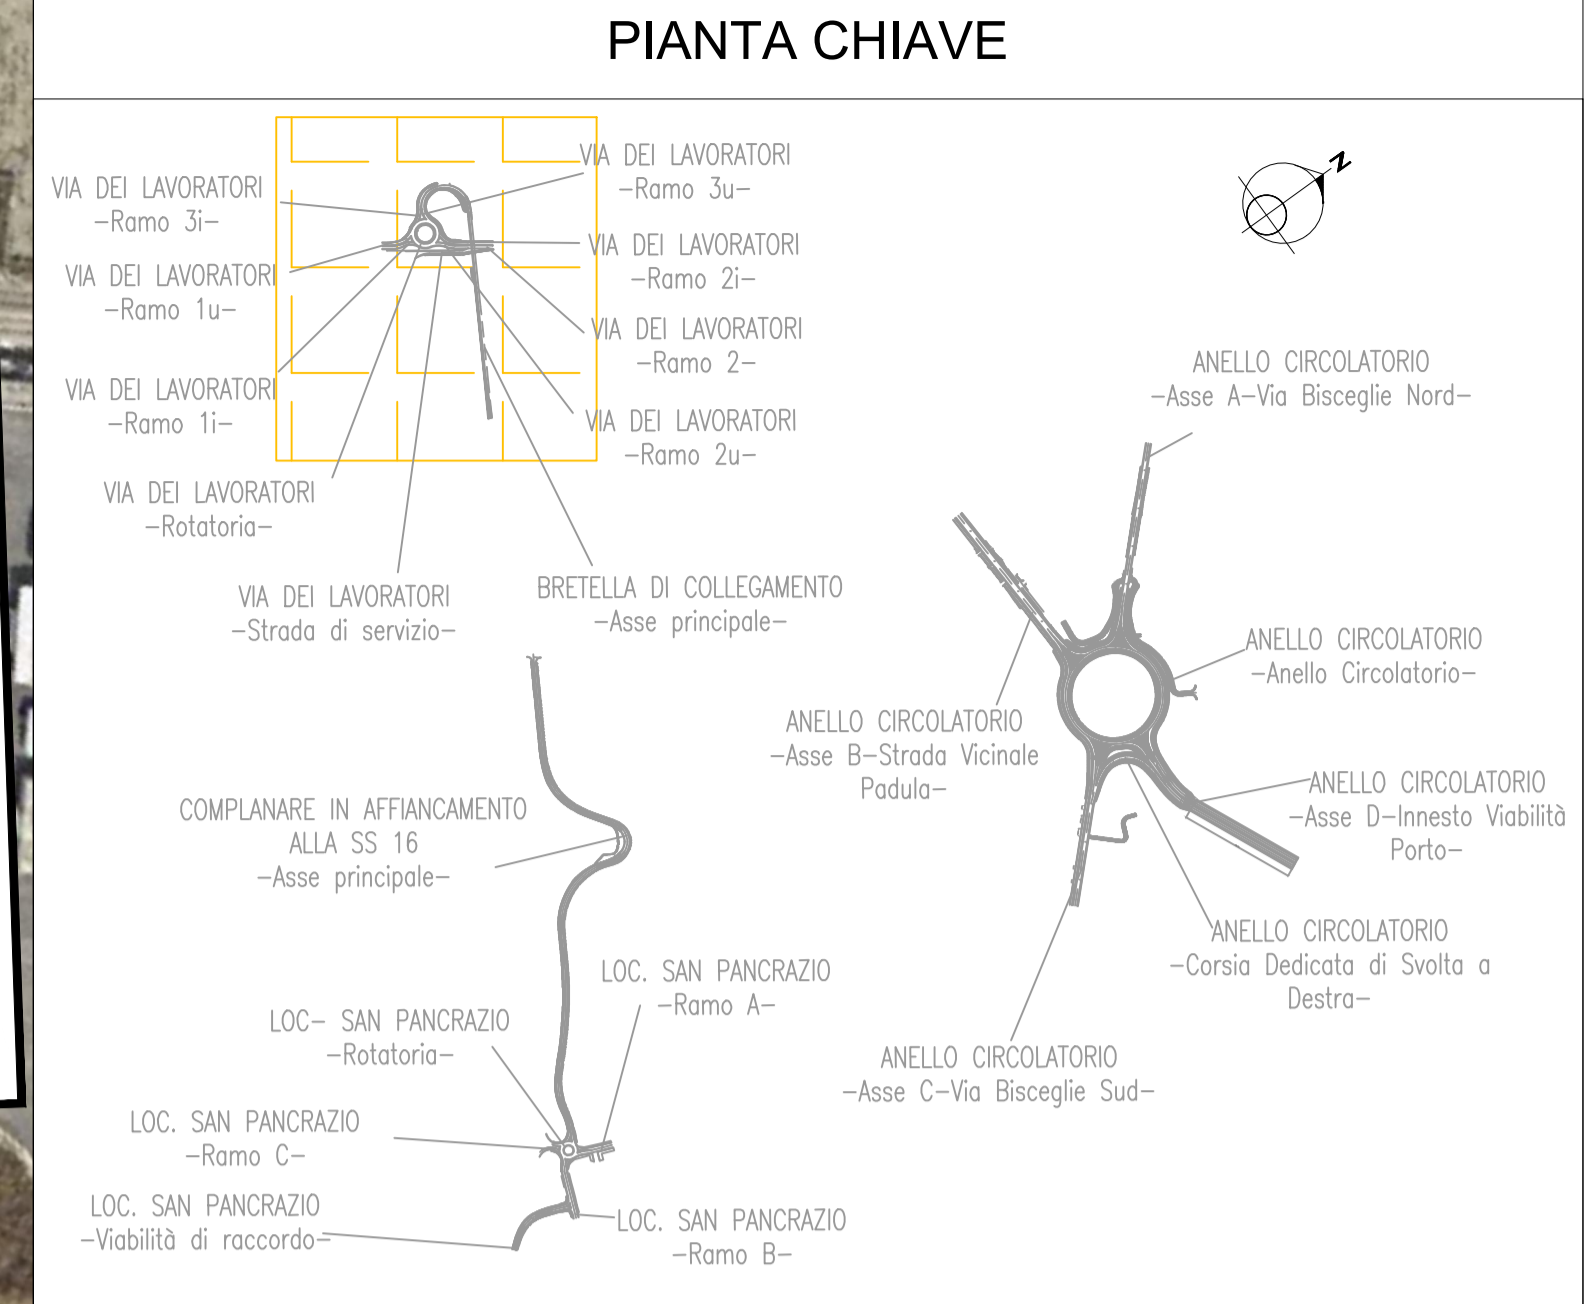 PIANTA CHIAVE
VIA DEI LAVORATORI
-Ramo 3i-
VIA DEI LAVORATORI
-Ramo 3u-
N
VIA DEI LAVORATORI
-Ramo 1u-
VIA DEI LAVORATORI
-Ramo 2i-
VIA DEI LAVORATORI
-Ramo 2-
VIA DEI LAVORATORI
-Ramo 1i-
VIA DEI LAVORATORI
-Ramo 2u-
VIA DEI LAVORATORI
-Rotatoria-
VIA DEI LAVORATORI
-Strada di servizio-
BRETELLA DI COLLEGAMENTO
-Asse principale-
ANELLO CIRCOLATORIO
-Asse A-Via Bisceglie Nord-
ANELLO CIRCOLATORIO
-Anello Circolatorio-
ANELLO CIRCOLATORIO
-Asse B-Strada Vicinale
Padula-
ANELLO CIRCOLATORIO
-Asse D-Innesto Viabilità
Porto-
COMPLANARE IN AFFIANCAMENTO
ALLA SS 16
-Asse principale-
ANELLO CIRCOLATORIO
-Corsia Dedicata di Svolta a
Destra-
LOC. SAN PANCRAZIO
-Ramo A-
LOC- SAN PANCRAZIO
-Rotatoria-
ANELLO CIRCOLATORIO
-Asse C-Via Bisceglie Sud-
LOC. SAN PANCRAZIO
-Ramo C-
LOC. SAN PANCRAZIO
-Viabilità di raccordo-
LOC. SAN PANCRAZIO
-Ramo B-